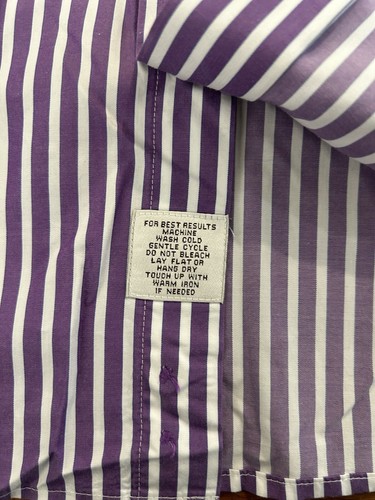 FOR BEST RESULTS
MACHINE
WASH COLD
GENTLE CYCLE
DO NOT BLEACH
LAY FLAT OR
HAND DRY
TOUCH UP WITH
WARM IRON
IF NEEDED